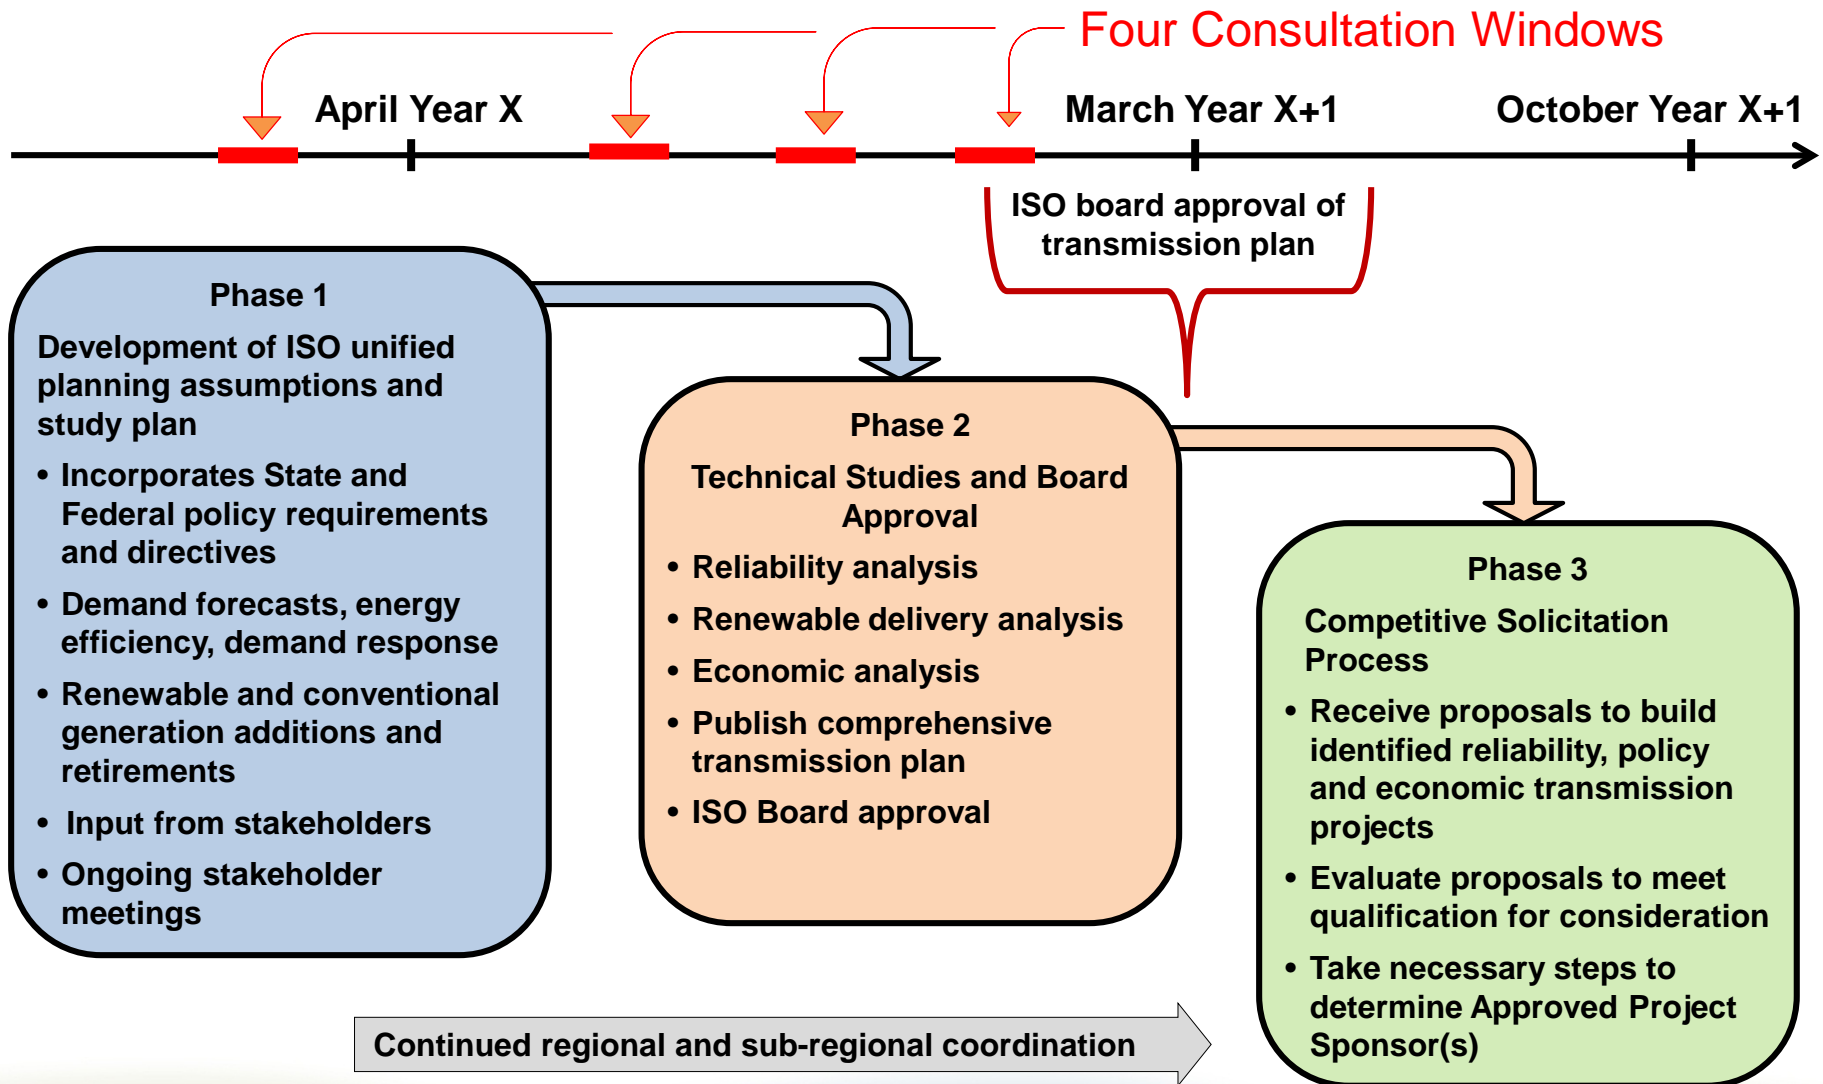 Four Consultation Windows
April Year X
March Year X+1
October Year X+1
ISO board approval of
transmission plan
Phase 1
Development of ISO unified
planning assumptions and
study plan
• Incorporates State and
Federal policy requirements
and directives
• Demand forecasts, energy
efficiency, demand response
• Renewable and conventional
generation additions and
retirements
• Input from stakeholders
• Ongoing stakeholder
meetings
Phase 2
Technical Studies and Board
Approval
• Reliability analysis
• Renewable delivery analysis
• Economic analysis
• Publish comprehensive
transmission plan
• ISO Board approval
Phase 3
Competitive Solicitation
Process
• Receive proposals to build
identified reliability, policy
and economic transmission
projects
• Evaluate proposals to meet
qualification for consideration
• Take necessary steps to
determine Approved Project
Sponsor(s)
Continued regional and sub-regional coordination